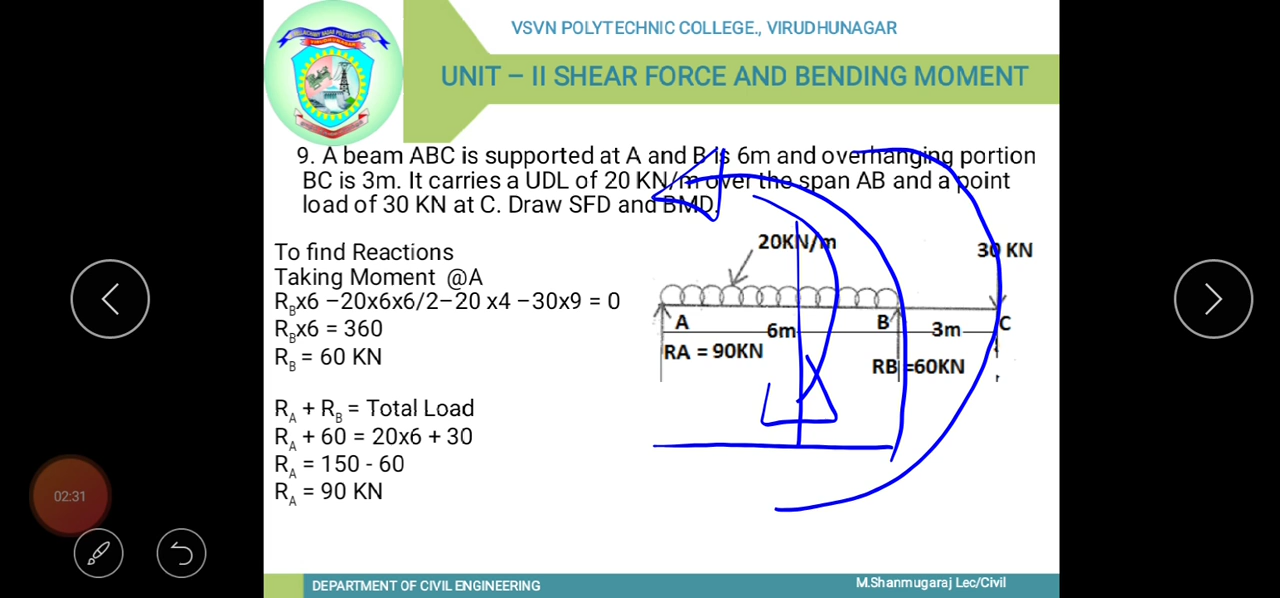 VSVN POLYTECHNIC COLLEGE., VIRUDHUNAGAR
UNIT – II SHEAR FORCE AND BENDING MOMENT
9. A beam ABC is supported at A and B is 6m and overhanging portion
BC is 3m. It carries a UDL of 20 KN/m over the span AB and a point
load of 30 KN at C. Draw SFD and BMD.
To find Reactions
Taking Moment @A
RBx6 –20x6x6/2–20 x4 –30x9 = 0
RBx6 = 360
RB = 60 KN
RA + RB = Total Load
RA + 60 = 20x6 + 30
RA = 150 - 60
RA = 90 KN
20KN/m
30 KN
A
B
C
6m
3m
RA = 90KN
RB =60KN
02:31
DEPARTMENT OF CIVIL ENGINEERING
M.Shanmugaraj Lec/Civil